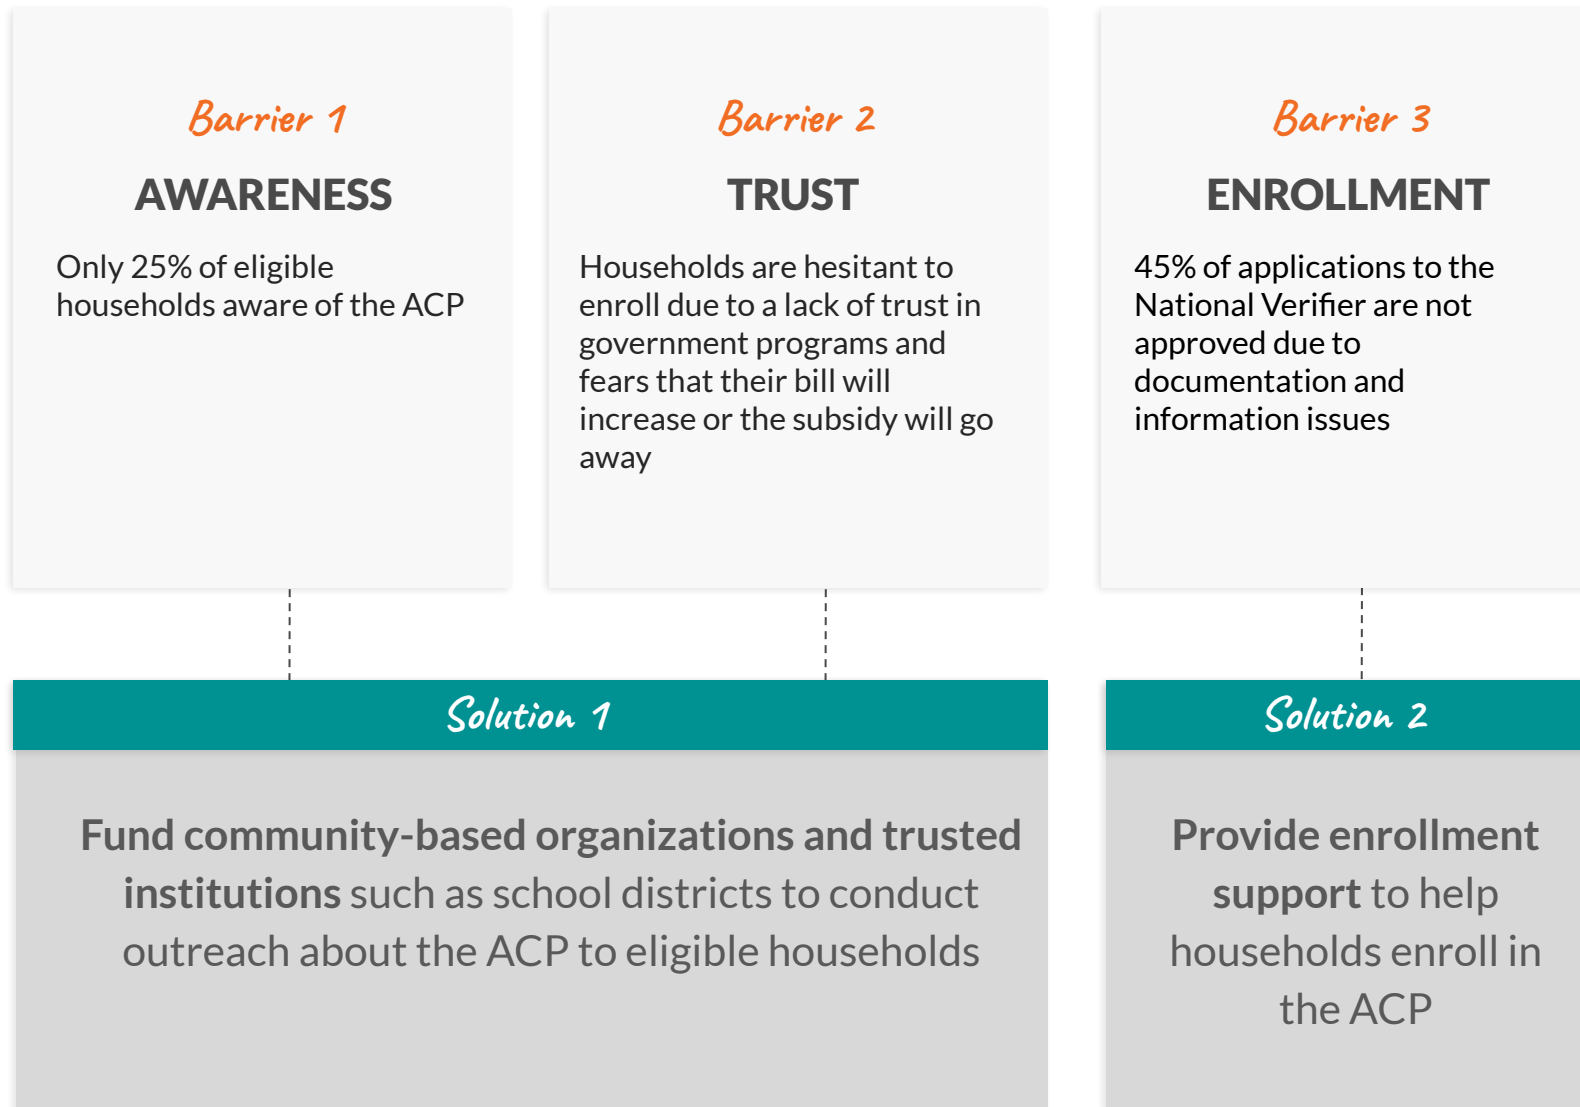 Barrier 1
AWARENESS
Only 25% of eligible
households aware of the ACP
Barrier 2
TRUST
Households are hesitant to
enroll due to a lack of trust in
government programs and
fears that their bill will
increase or the subsidy will go
away
Barrier 3
ENROLLMENT
45% of applications to the
National Verifier are not
approved due to
documentation and
information issues
Solution 1
Fund community-based organizations and trusted
institutions such as school districts to conduct
outreach about the ACP to eligible households
Solution 2
Provide enrollment
support to help
households enroll in
the ACP